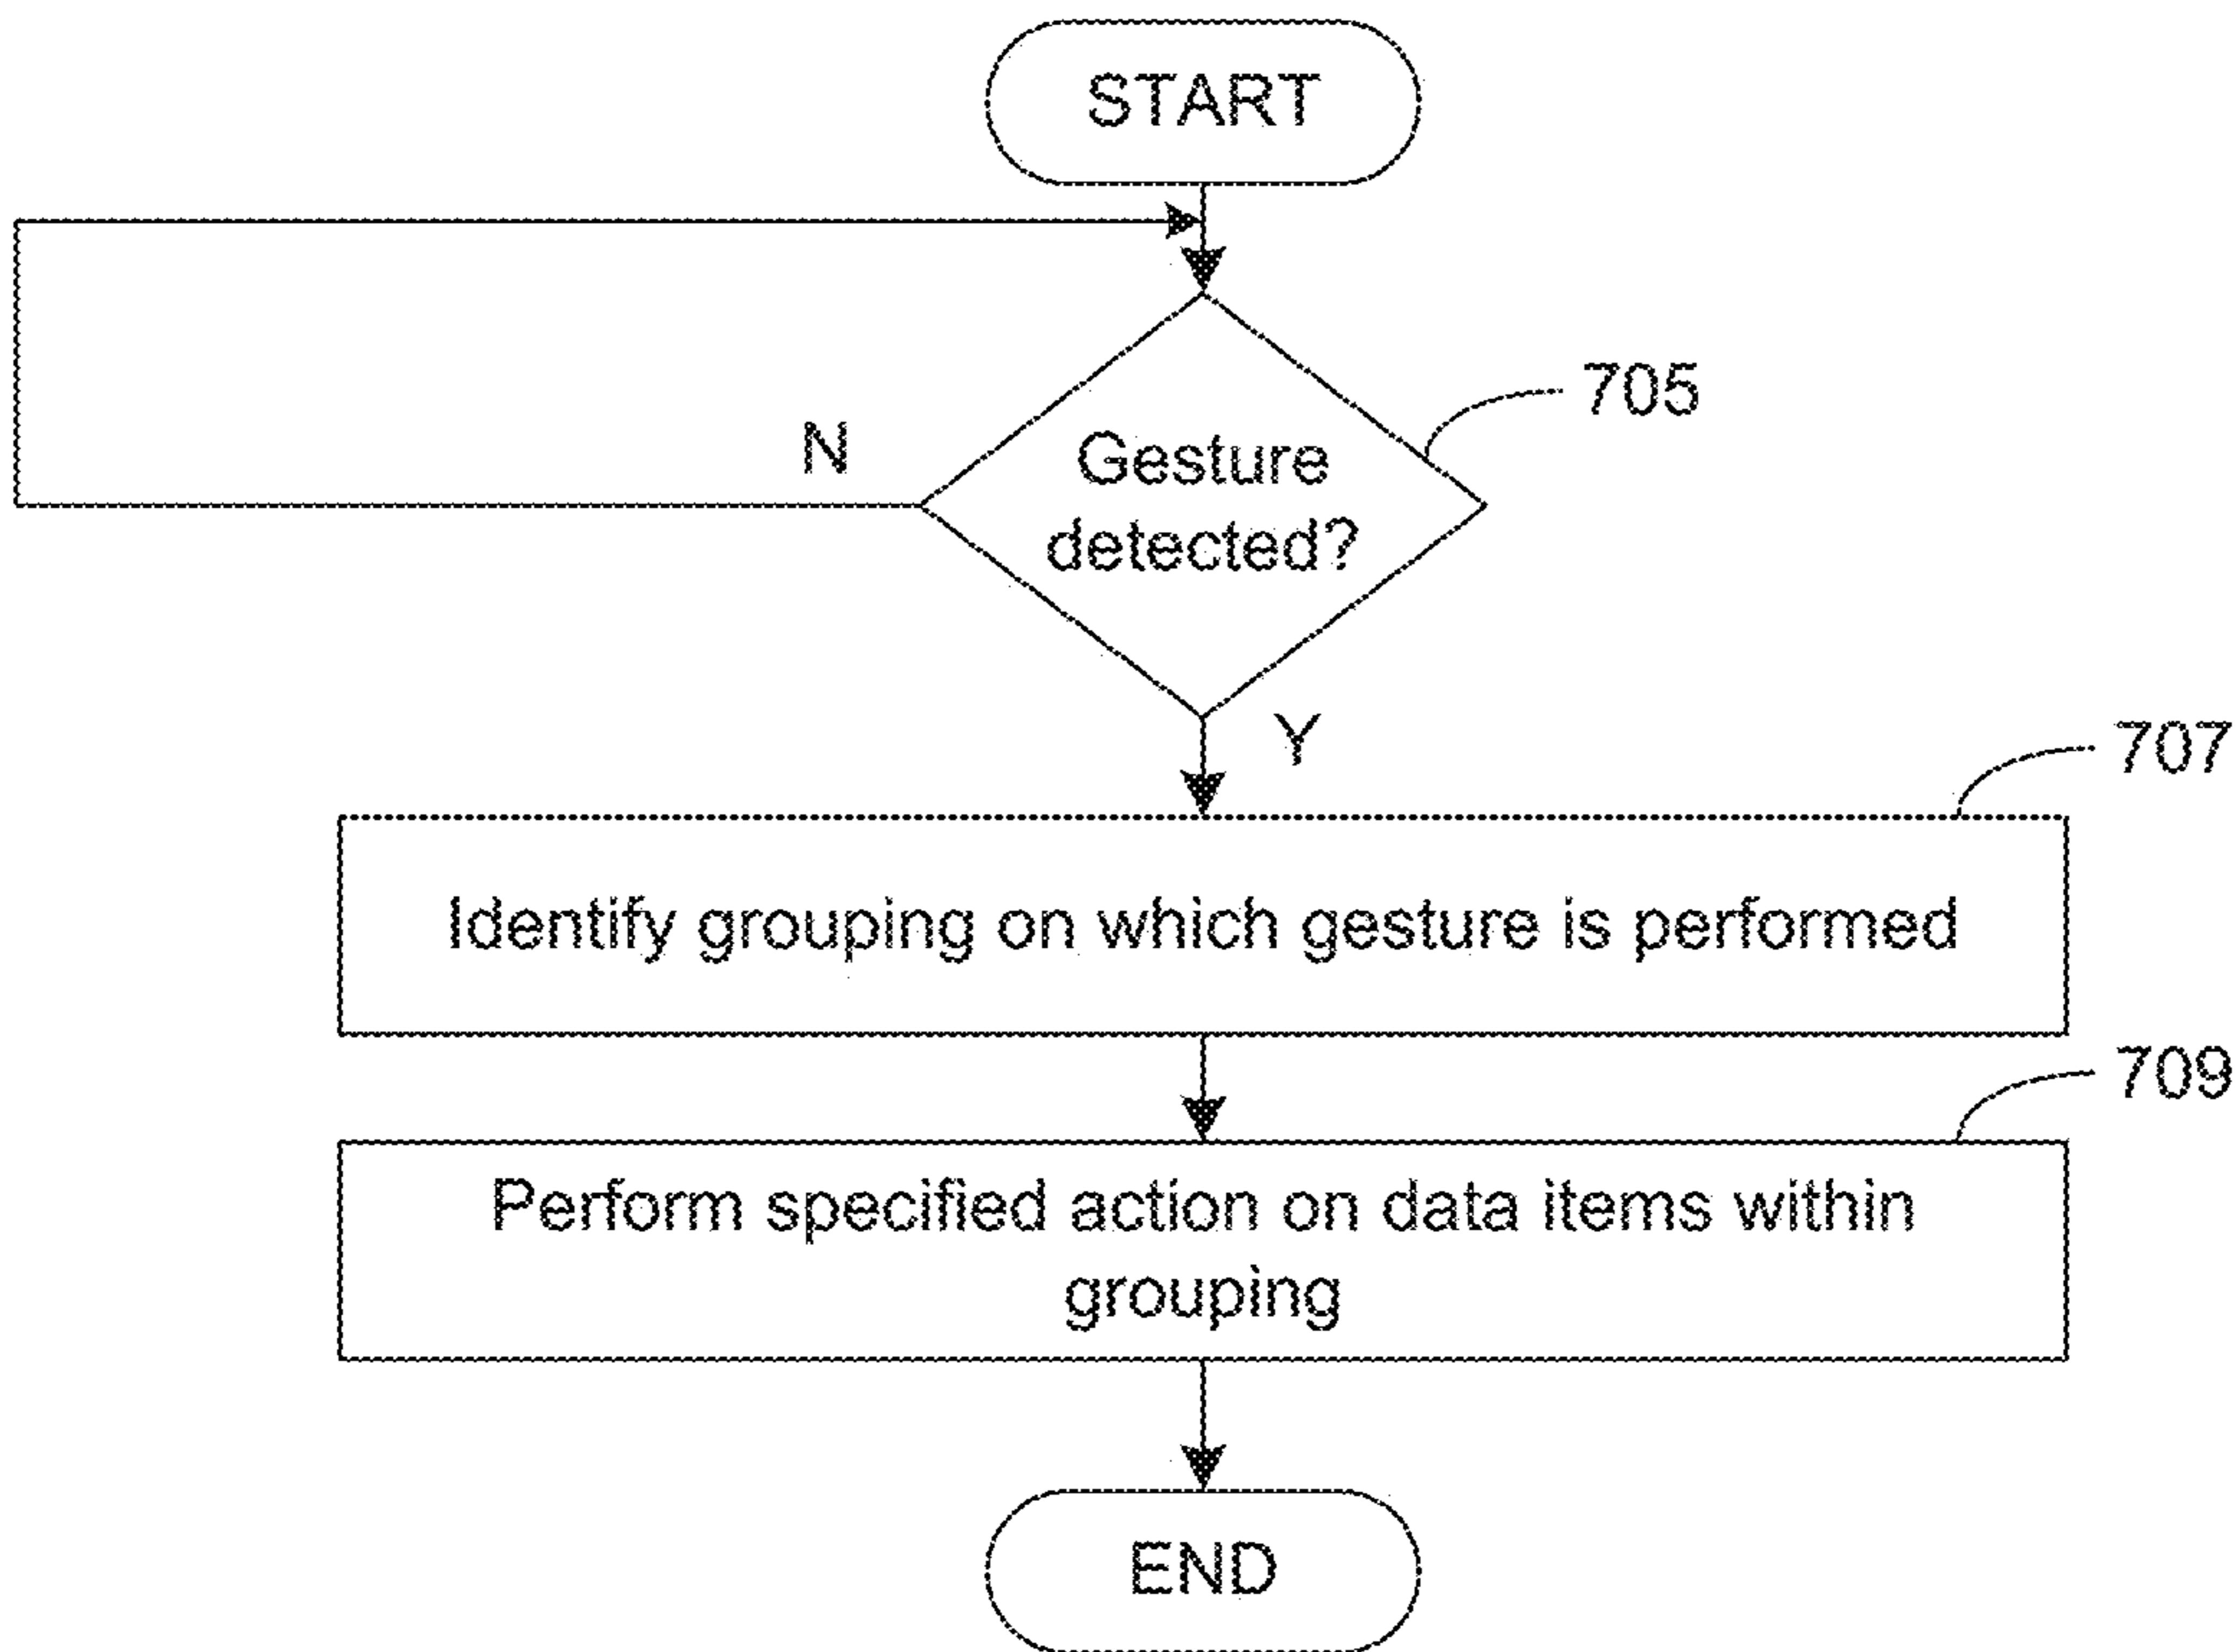 START
705
N
Gesture
detected?
Y
707
Identify grouping on which gesture is performed
709
Perform specified action on data items within
grouping
END